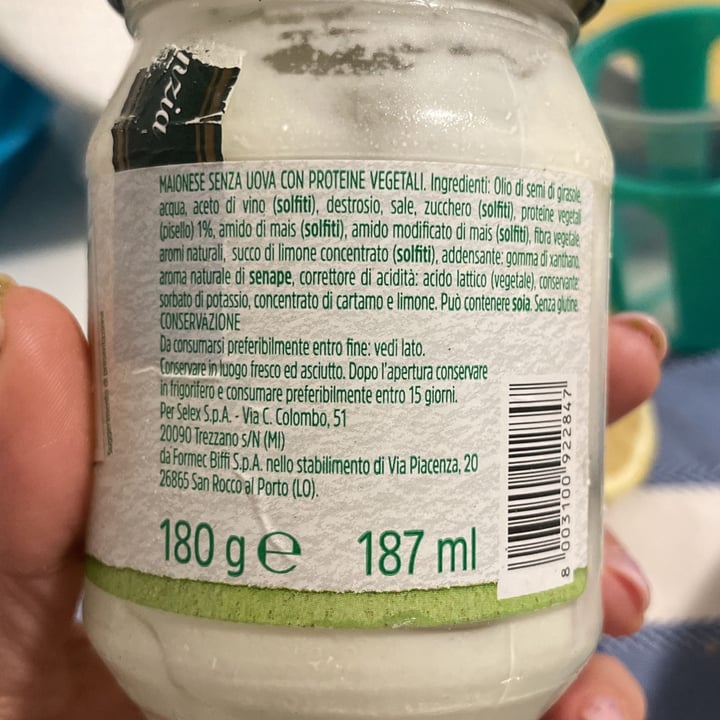 nzia
MAIONESE SENZA UOVA CON PROTEINE VEGETALI. Ingredienti: Olio di semi di girasole,
acqua, aceto di vino (solfiti), destrosio, sale, zucchero (solfiti), proteine vegetali
(pisello) 1%, amido di mais (solfiti), amido modificato di mais (solfiti), fibra vegetale,
aromi naturali, succo di limone concentrato (solfiti), addensante: gomma di xanthano,
aroma naturale di senape, correttore di acidità: acido lattico (vegetale), conservante:
sorbato di potassio, concentrato di cartamo e limone. Può contenere soia. Senza glutine.
CONSERVAZIONE
Da consumarsi preferibilmente entro fine: vedi lato.
Conservare in luogo fresco ed asciutto. Dopo l'apertura conservare
in frigorifero e consumare preferibilmente entro 15 giorni.
Per Selex S.p.A. - Via C. Colombo, 51
20090 Trezzano s/N (MI)
da Formec Biffi S.p.A. nello stabilimento di Via Piacenza, 20
26865 San Rocco al Porto (LO).
180 g e 187 ml
8 003100 922847